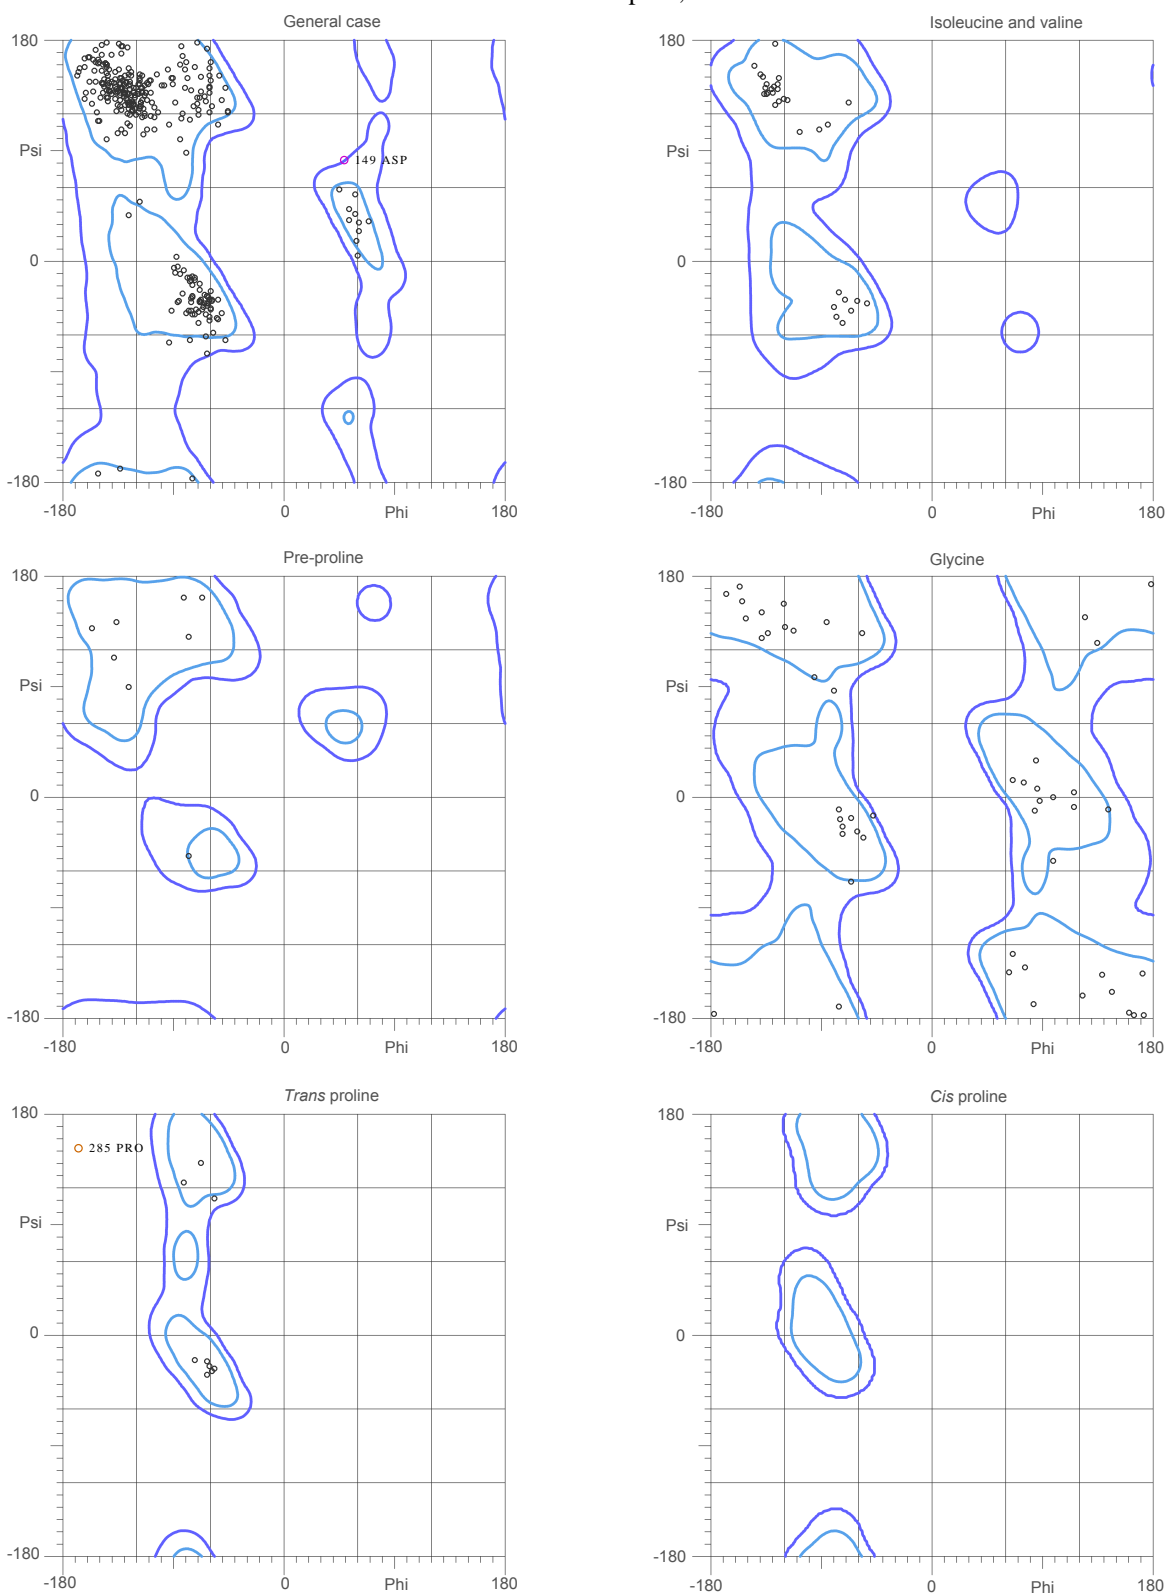 General case
180
Psi
0
-180
-180
0
Phi
180
149 ASP
Isoleucine and valine
180
Psi
0
-180
-180
0
Phi
180
Pre-proline
180
Psi
0
-180
-180
0
Phi
180
Glycine
180
Psi
0
-180
-180
0
Phi
180
Trans proline
180
285 PRO
Psi
0
-180
-180
0
Phi
180
Cis proline
180
Psi
0
-180
-180
0
Phi
180